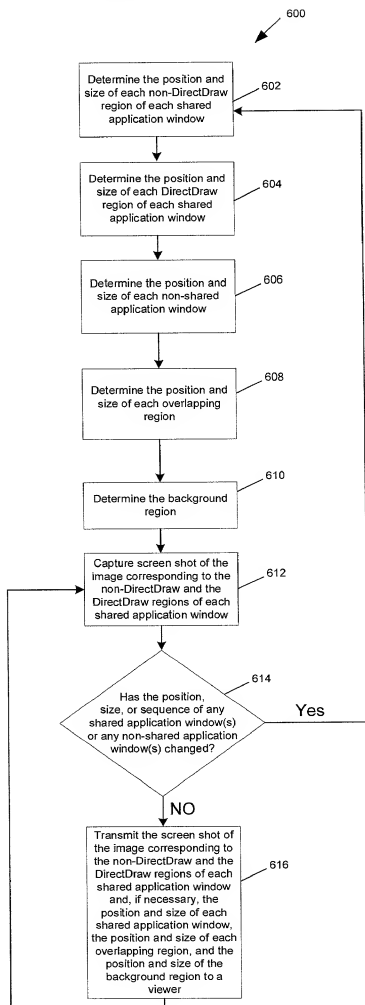 600
Determine the position and
size of each non-DirectDraw
region of each shared
application window
602
Determine the position and
size of each DirectDraw
region of each shared
application window
604
Determine the position and
size of each non-shared
application window
606
Determine the position and
size of each overlapping
region
608
Determine the background
region
610
Capture screen shot of the
image corresponding to the
non-DirectDraw and the
DirectDraw regions of each
shared application window
612
Has the position,
size, or sequence of any
shared application window(s)
or any non-shared application
window(s) changed?
614
Yes
NO
Transmit the screen shot of
the image corresponding to
the non-DirectDraw and the
DirectDraw regions of each
shared application window
and, if necessary, the
position and size of each
shared application window,
the position and size of each
overlapping region, and the
position and size of the
background region to a
viewer
616